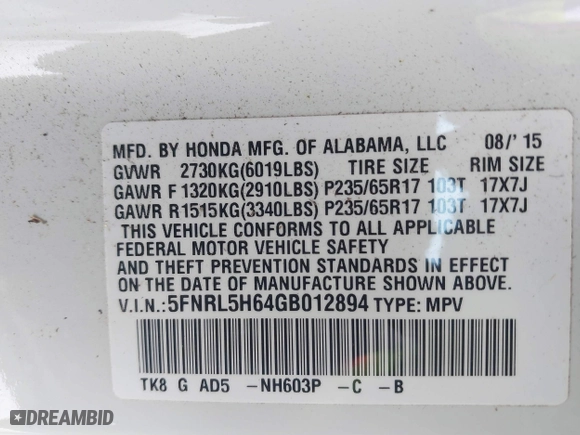 MFD. BY HONDA MFG. OF ALABAMA, LLC 08/'15
GVWR 2730KG(6019LBS) TIRE SIZE RIM SIZE
GAWR F 1320KG(2910LBS) P235/65R17 103T 17X7J
GAWR R1515KG(3340LBS) P235/65R17 103T 17X7J
THIS VEHICLE CONFORMS TO ALL APPLICABLE
FEDERAL MOTOR VEHICLE SAFETY
AND THEFT PREVENTION STANDARDS IN EFFECT
ON THE DATE OF MANUFACTURE SHOWN ABOVE.
V.I.N.: 5FNRL5H64GB012894 TYPE: MPV
TK8 G AD5 -NH603P -C -B
DREAMBID